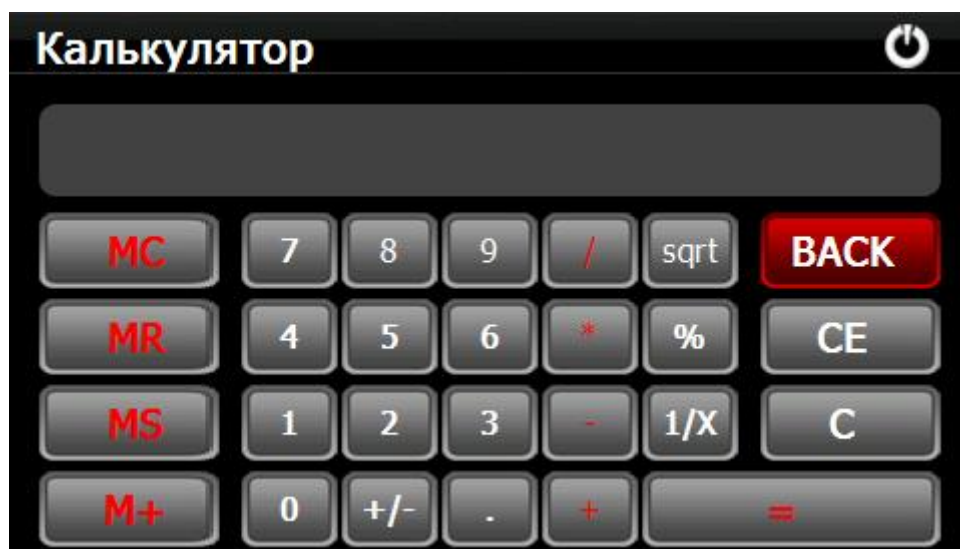 Калькулятор
MC 7 8 9 / sqrt BACK
MR 4 5 6 * % CE
MS 1 2 3 - 1/X C
M+ 0 +/- . + =